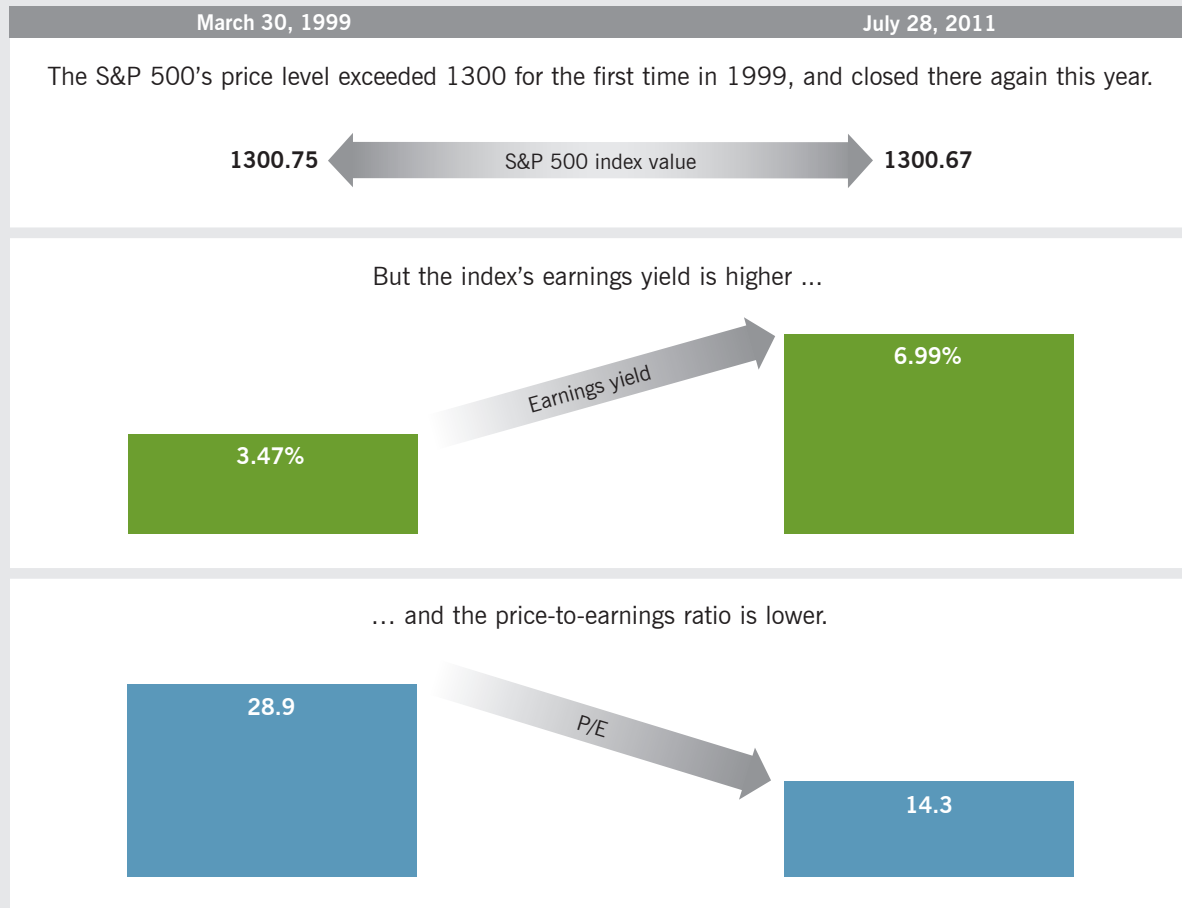 March 30, 1999 July 28, 2011
The S&P 500’s price level exceeded 1300 for the first time in 1999, and closed there again this year.
1300.75 S&P 500 index value 1300.67
But the index’s earnings yield is higher ...
6.99%
Earnings yield
3.47%
… and the price-to-earnings ratio is lower.
28.9
P/E
14.3